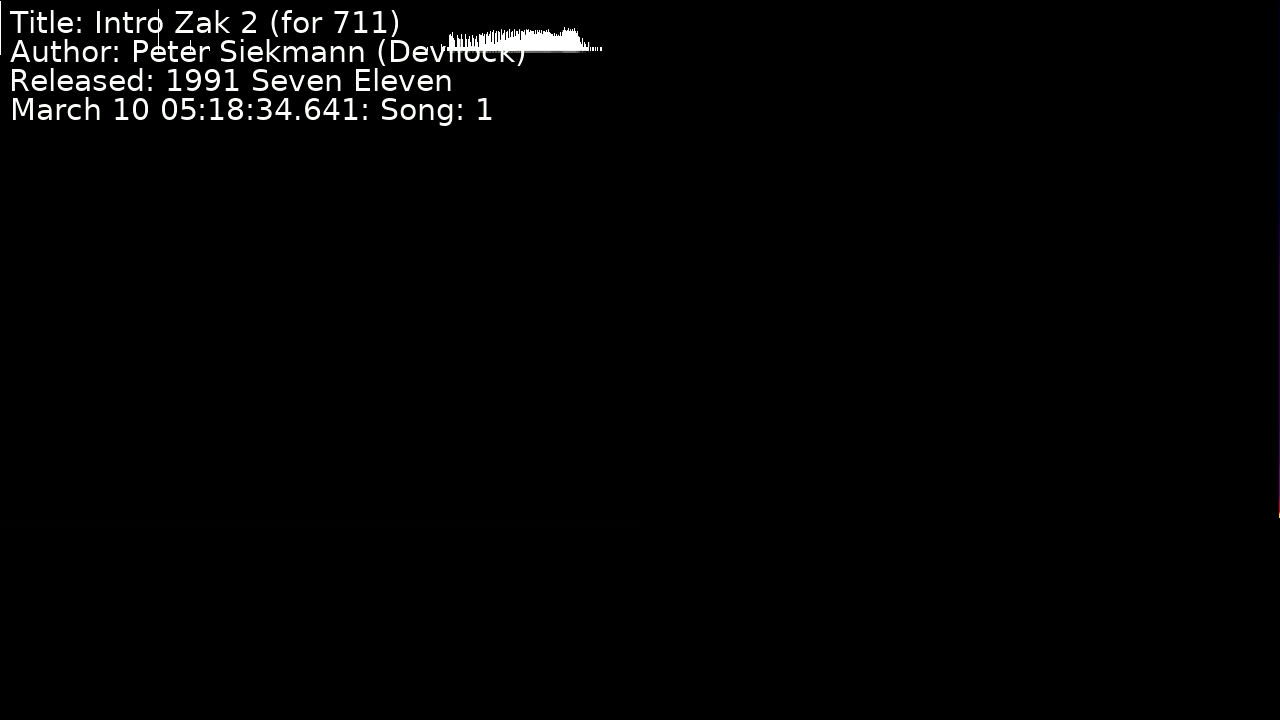 Title: Intro Zak 2 (for 711)
Author: Peter Siekmann (Devilock)
Released: 1991 Seven Eleven
March 10 05:18:34.641: Song: 1